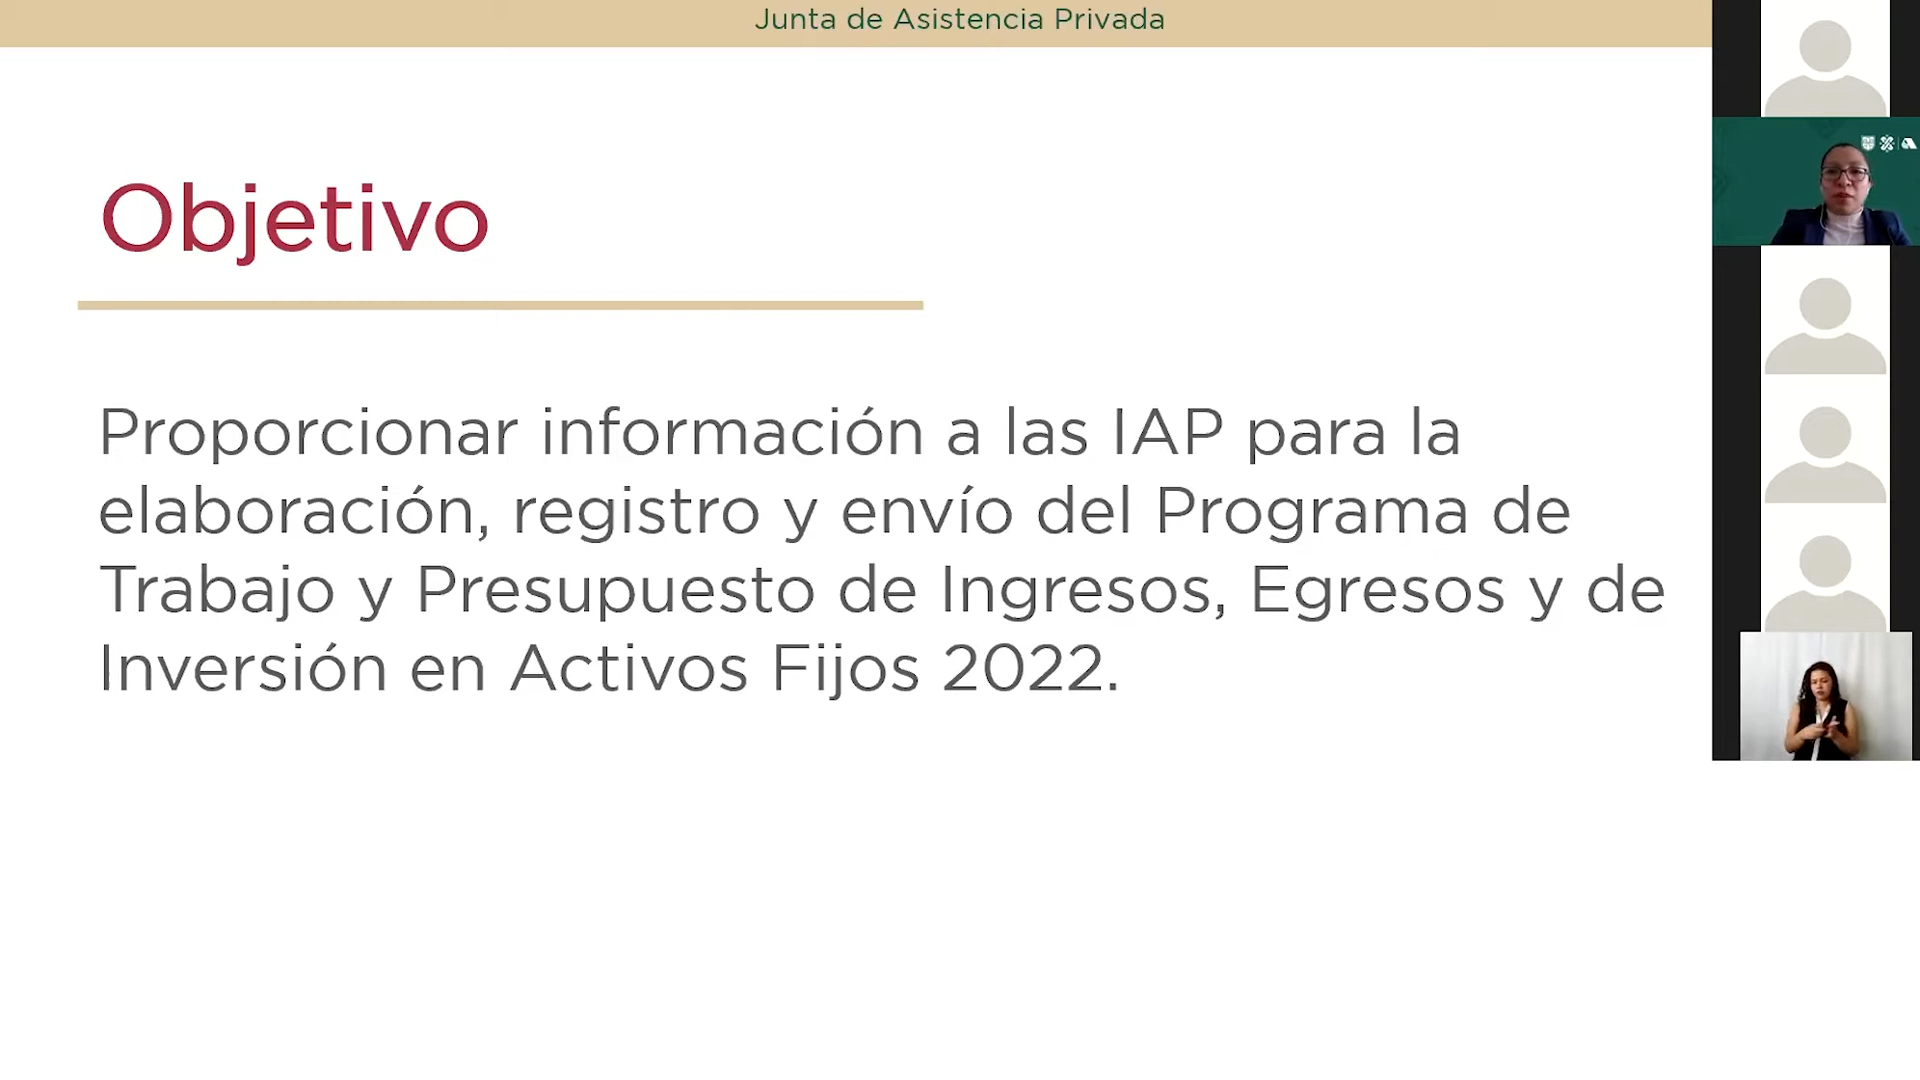 Junta de Asistencia Privada
Objetivo
Proporcionar información a las IAP para la
elaboración, registro y envío del Programa de
Trabajo y Presupuesto de Ingresos, Egresos y de
Inversión en Activos Fijos 2022.